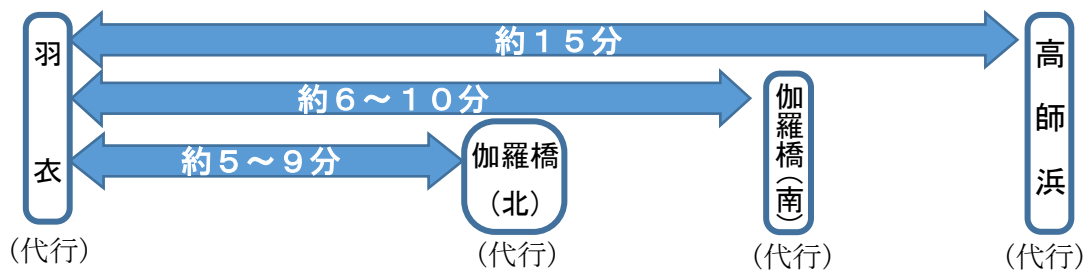 羽衣
約１５分
高師浜
約６～１０分
伽羅橋（南）
約５～９分
伽羅橋
（北）
（代行）
（代行）
（代行）
（代行）